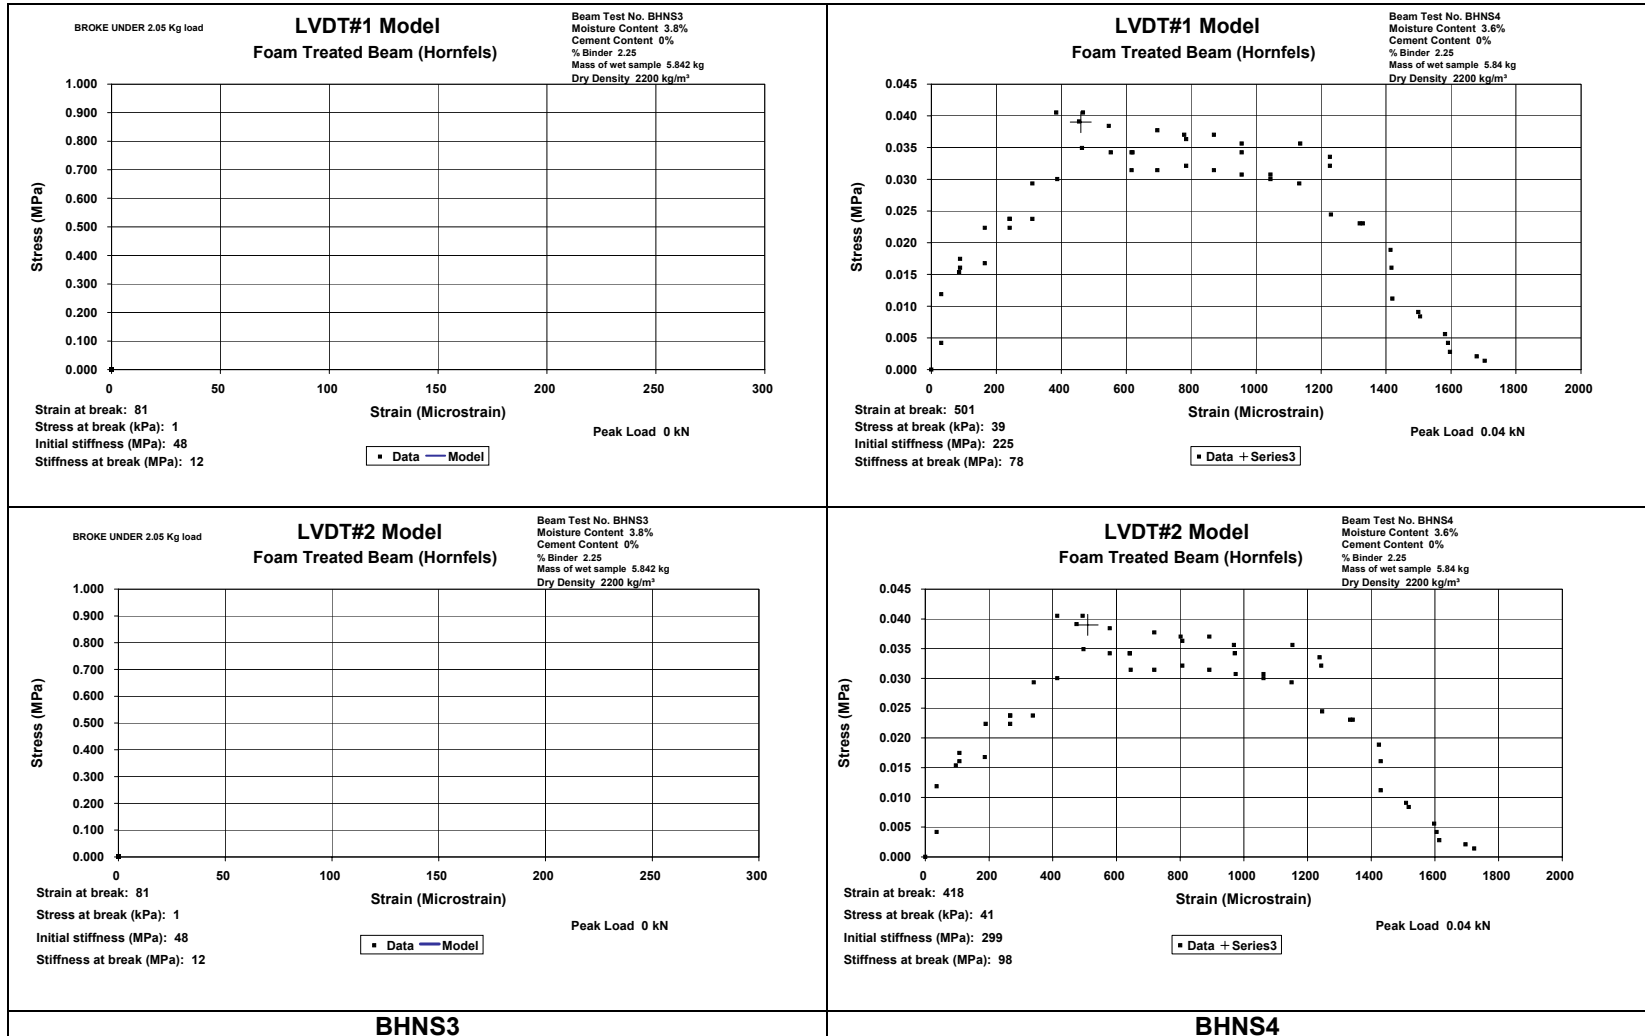 BROKE UNDER 2.05 Kg load
LVDT#1 Model
Foam Treated Beam (Hornfels)
Beam Test No. BHNS3
Moisture Content 3.8%
Cement Content 0%
% Binder 2.25
Mass of wet sample 5.842 kg
Dry Density 2200 kg/m³
1.000
0.900
0.800
0.700
0.600
0.500
0.400
0.300
0.200
0.100
0.000
Stress (MPa)
0 50 100 150 200 250 300
Strain (Microstrain)
Strain at break: 81
Stress at break (kPa): 1
Initial stiffness (MPa): 48
Stiffness at break (MPa): 12
Peak Load 0 kN
Data Model
LVDT#1 Model
Foam Treated Beam (Hornfels)
Beam Test No. BHNS4
Moisture Content 3.6%
Cement Content 0%
% Binder 2.25
Mass of wet sample 5.84 kg
Dry Density 2200 kg/m³
0.045
0.040
0.035
0.030
0.025
0.020
0.015
0.010
0.005
0.000
Stress (MPa)
0 200 400 600 800 1000 1200 1400 1600 1800 2000
Strain (Microstrain)
Strain at break: 501
Stress at break (kPa): 39
Initial stiffness (MPa): 225
Stiffness at break (MPa): 78
Peak Load 0.04 kN
Data Series3
BROKE UNDER 2.05 Kg load
LVDT#2 Model
Foam Treated Beam (Hornfels)
Beam Test No. BHNS3
Moisture Content 3.8%
Cement Content 0%
% Binder 2.25
Mass of wet sample 5.842 kg
Dry Density 2200 kg/m³
1.000
0.900
0.800
0.700
0.600
0.500
0.400
0.300
0.200
0.100
0.000
Stress (MPa)
0 50 100 150 200 250 300
Strain (Microstrain)
Strain at break: 81
Stress at break (kPa): 1
Initial stiffness (MPa): 48
Stiffness at break (MPa): 12
Peak Load 0 kN
Data Model
LVDT#2 Model
Foam Treated Beam (Hornfels)
Beam Test No. BHNS4
Moisture Content 3.6%
Cement Content 0%
% Binder 2.25
Mass of wet sample 5.84 kg
Dry Density 2200 kg/m³
0.045
0.040
0.035
0.030
0.025
0.020
0.015
0.010
0.005
0.000
Stress (MPa)
0 200 400 600 800 1000 1200 1400 1600 1800 2000
Strain (Microstrain)
Strain at break: 418
Stress at break (kPa): 41
Initial stiffness (MPa): 299
Stiffness at break (MPa): 98
Peak Load 0.04 kN
Data Series3
BHNS3
BHNS4